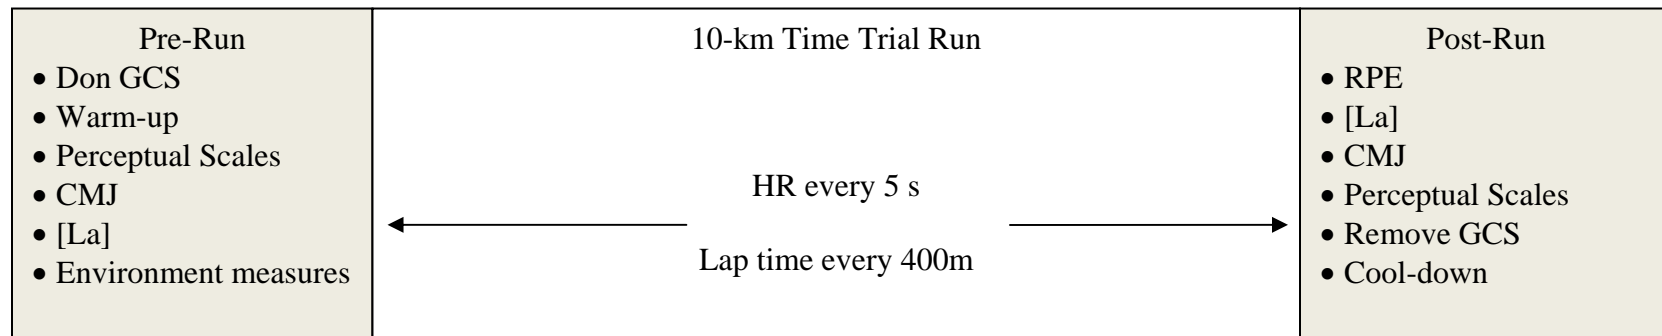 Pre-Run
• Don GCS
• Warm-up
• Perceptual Scales
• CMJ
• [La]
• Environment measures
10-km Time Trial Run
HR every 5 s
Lap time every 400m
Post-Run
• RPE
• [La]
• CMJ
• Perceptual Scales
• Remove GCS
• Cool-down